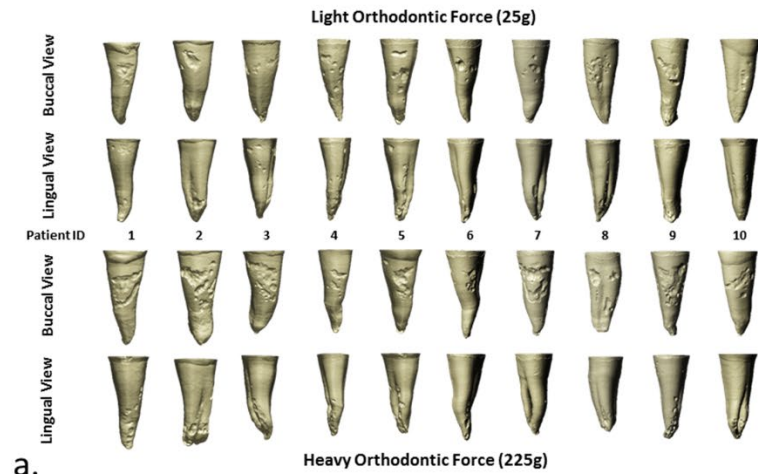 Light Orthodontic Force (25g)
Buccal View
Lingual View
Patient ID 1 2 3 4 5 6 7 8 9 10
Buccal View
Lingual View
a.
Heavy Orthodontic Force (225g)